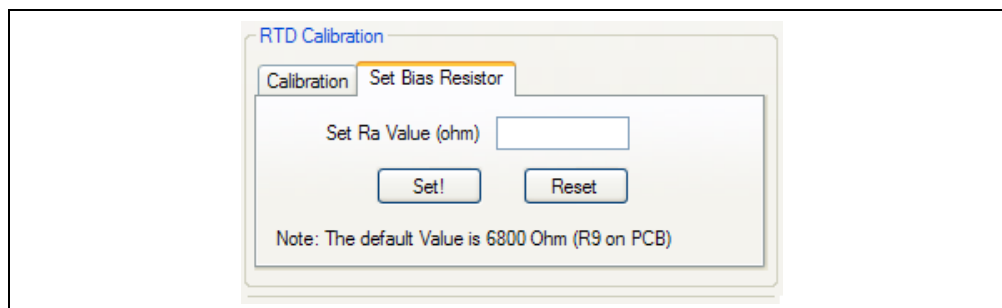 RTD Calibration
Calibration Set Bias Resistor
Set Ra Value (ohm)
Set! Reset
Note: The default Value is 6800 Ohm (R9 on PCB)